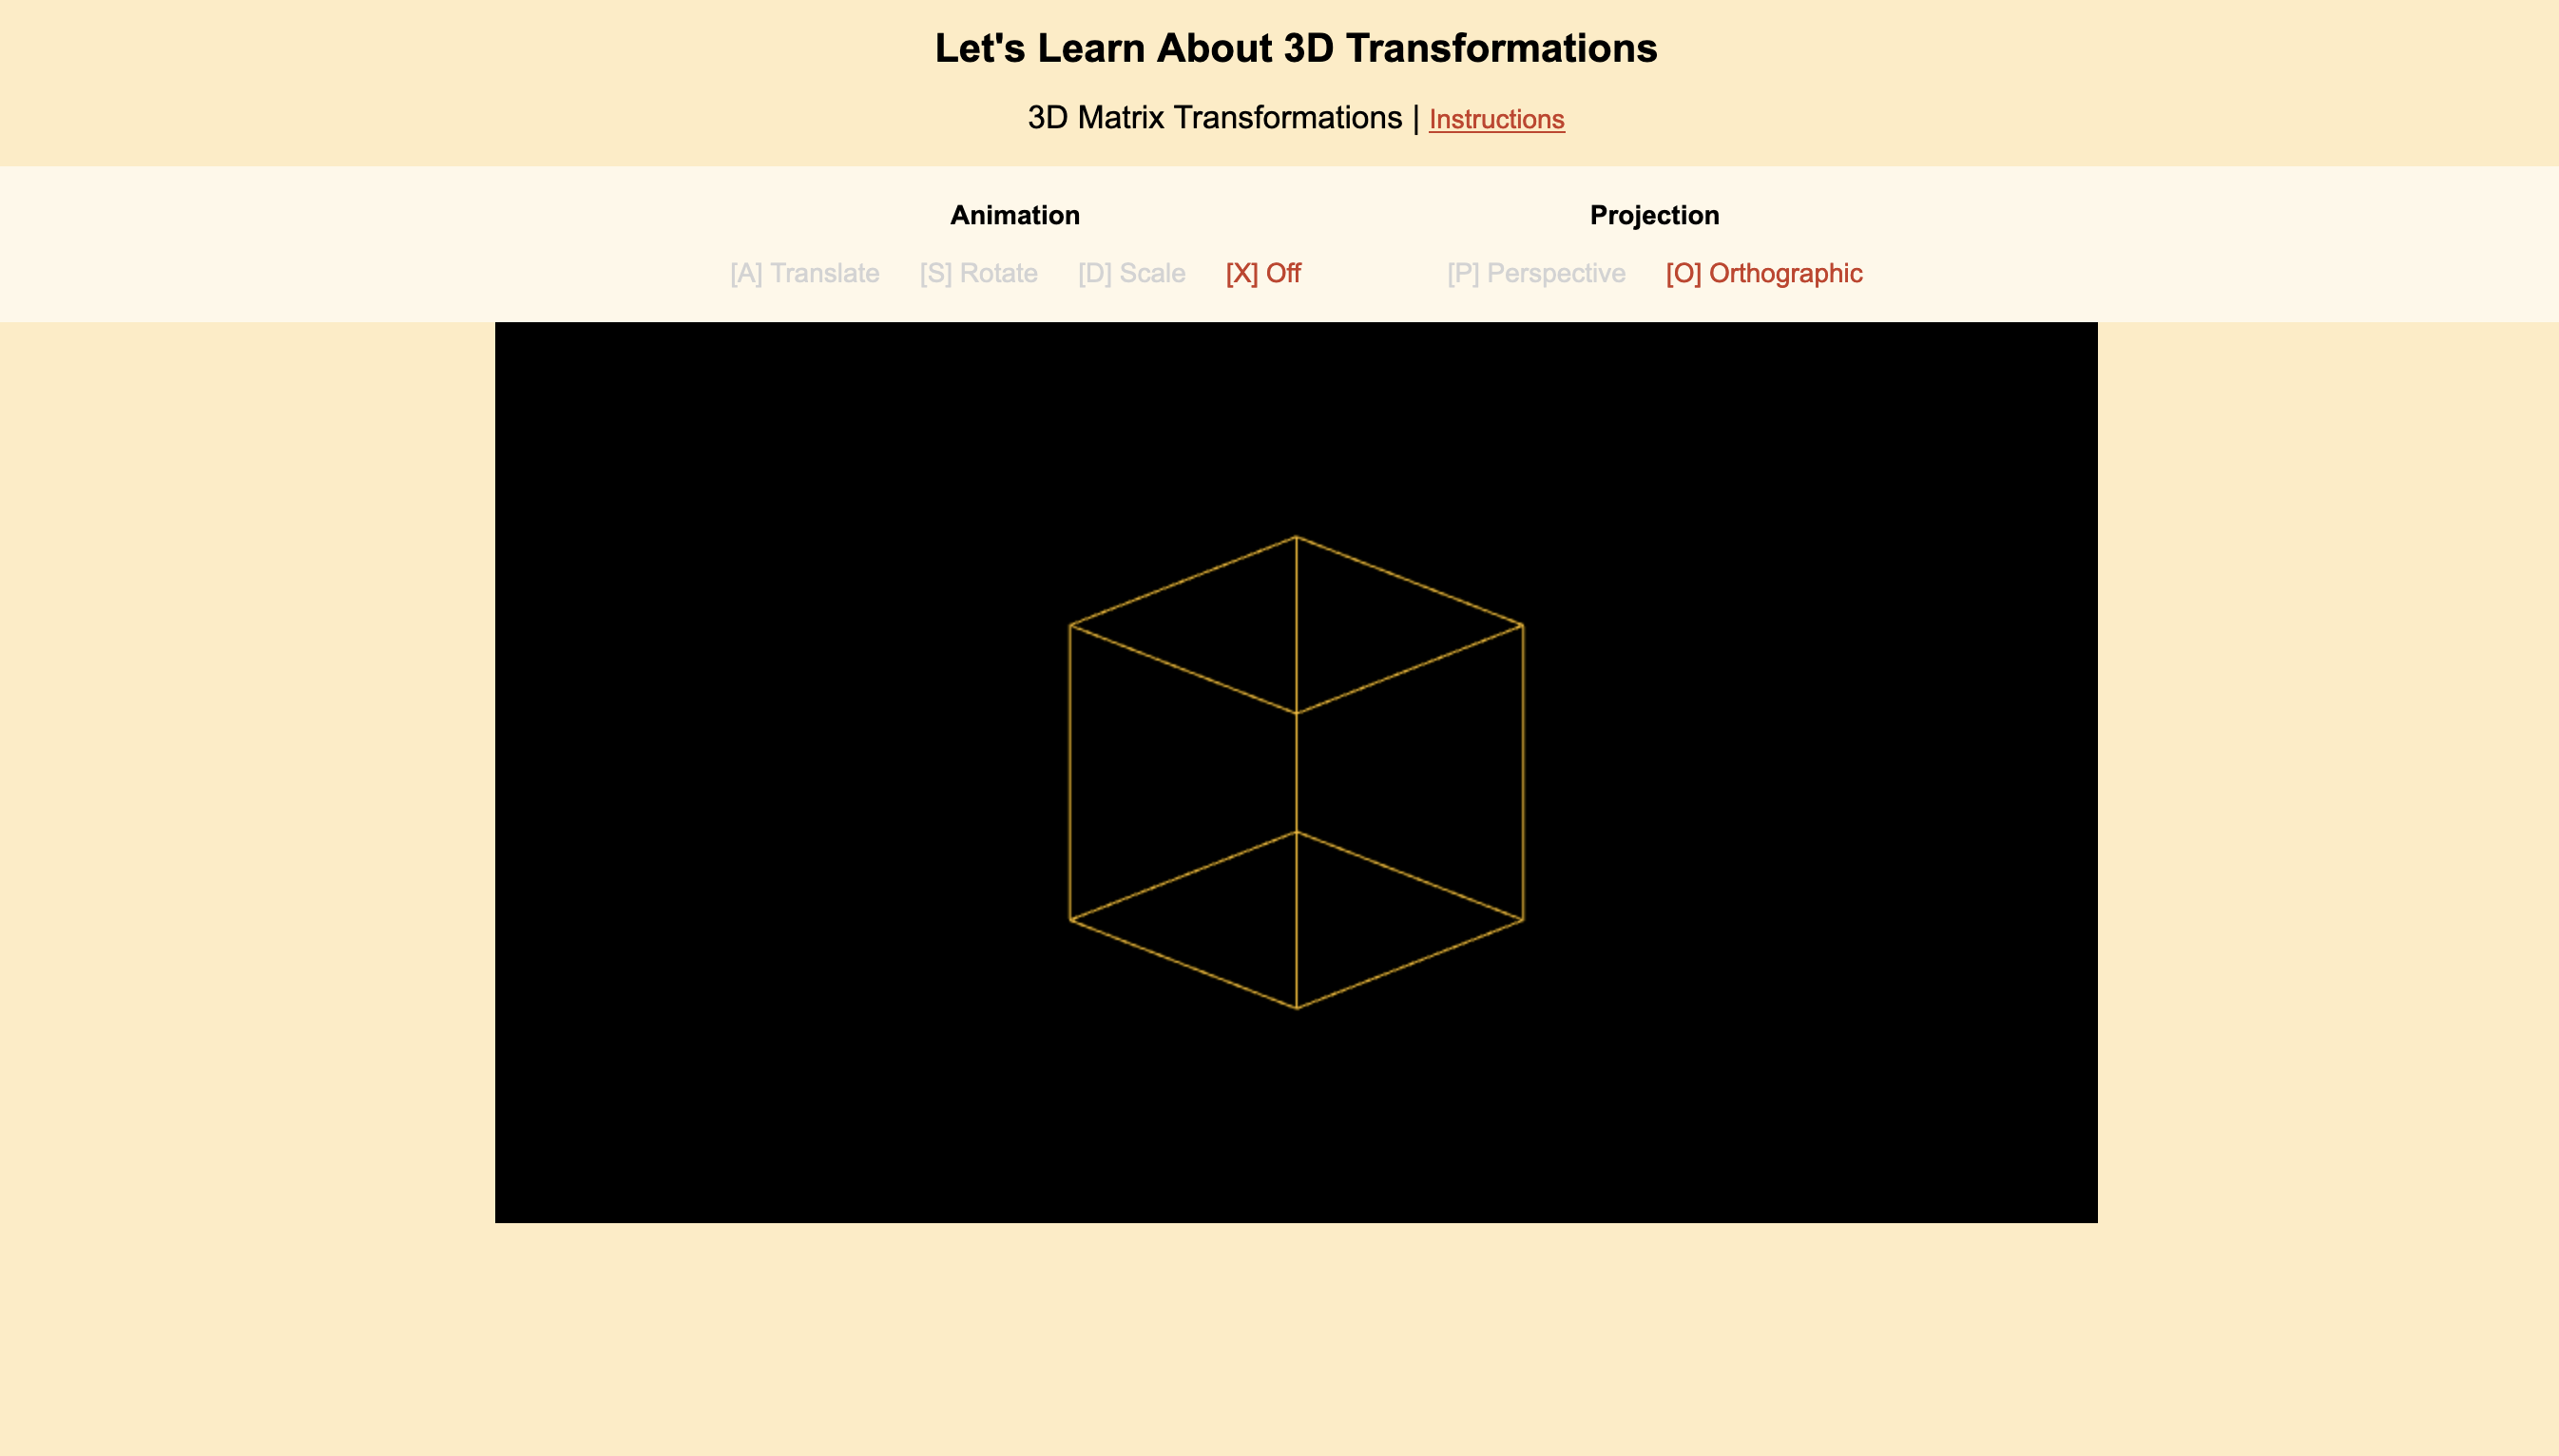 Let's Learn About 3D Transformations
3D Matrix Transformations | Instructions
Animation
[A] Translate [S] Rotate [D] Scale [X] Off
Projection
[P] Perspective [O] Orthographic